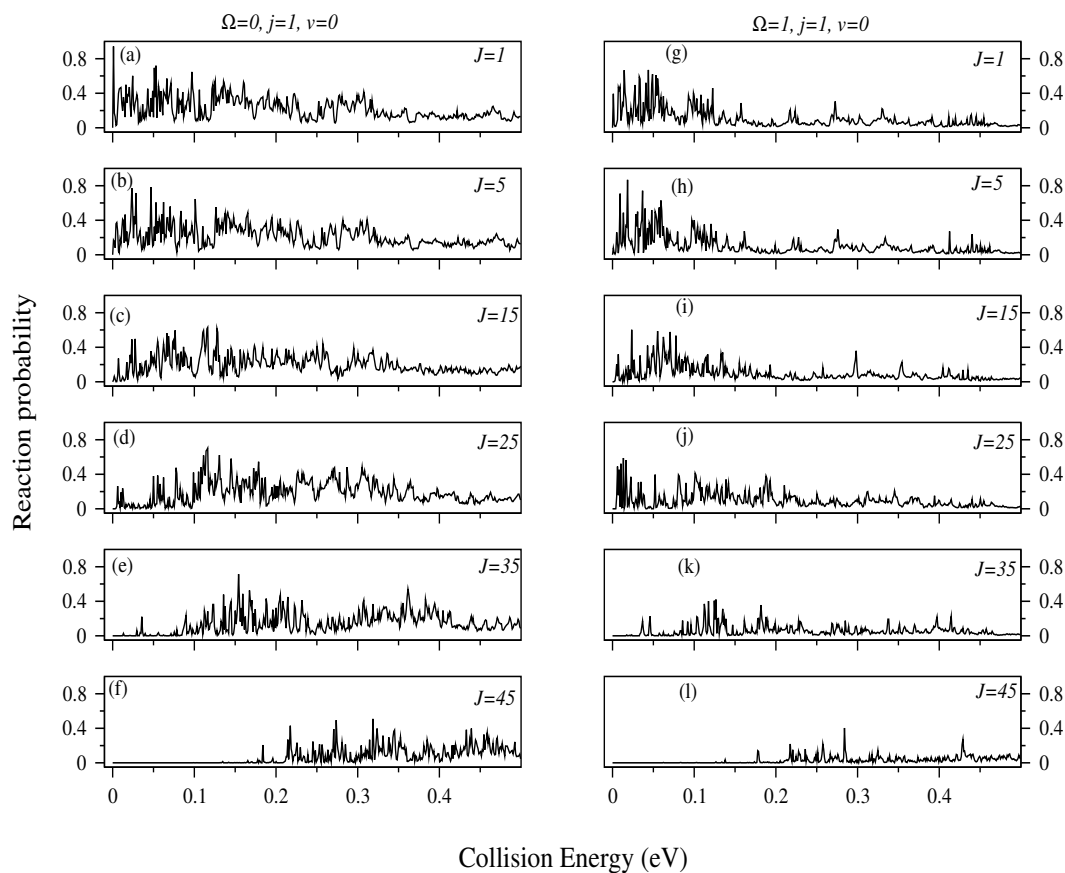 Ω=0, j=1, v=0
Ω=1, j=1, v=0
(a)
J=1
0.8
0.4
0
(g)
J=1
0.8
0.4
0
(b)
J=5
0.8
0.4
0
(h)
J=5
0.8
0.4
0
(c)
J=15
0.8
0.4
0
(i)
J=15
0.8
0.4
0
(d)
J=25
0.8
0.4
0
(j)
J=25
0.8
0.4
0
(e)
J=35
0.8
0.4
0
(k)
J=35
0.8
0.4
0
(f)
J=45
0.8
0.4
0
(l)
J=45
0.8
0.4
0
0 0.1 0.2 0.3 0.4
0 0.1 0.2 0.3 0.4
Reaction probability
Collision Energy (eV)